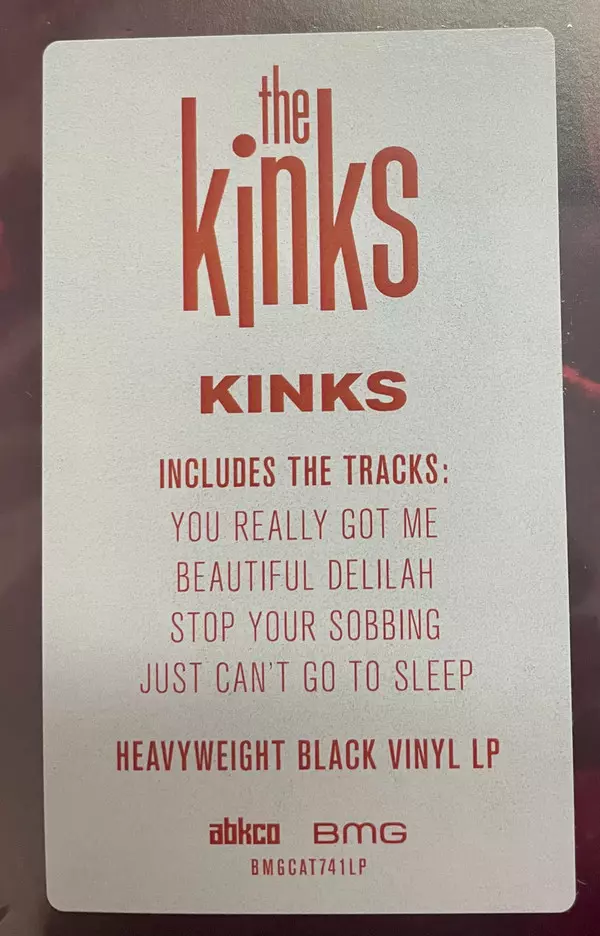 the
kinks
KINKS
INCLUDES THE TRACKS:
YOU REALLY GOT ME
BEAUTIFUL DELILAH
STOP YOUR SOBBING
JUST CAN'T GO TO SLEEP
HEAVYWEIGHT BLACK VINYL LP
abkco BMG
BMGCAT741LP